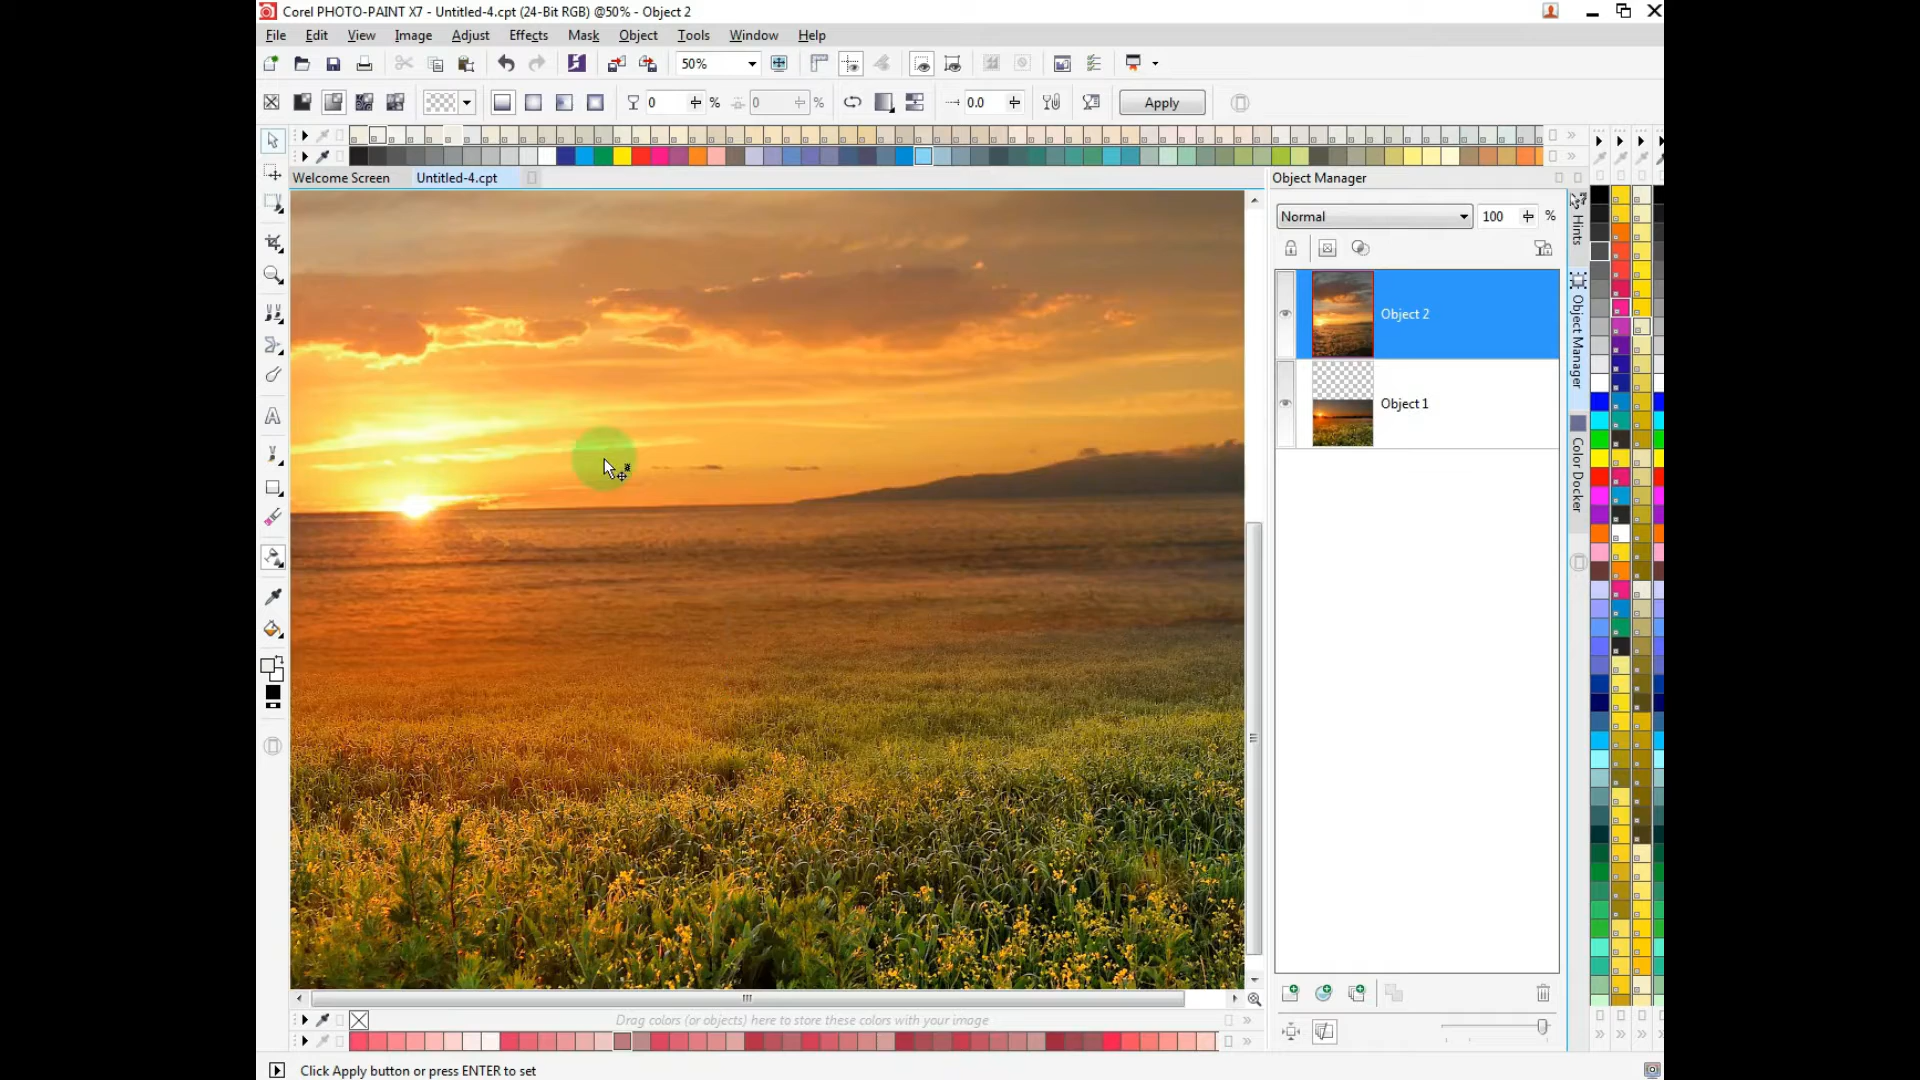 Corel PHOTO-PAINT X7 - Untitled-4.cpt (24-Bit RGB) @50% - Object 2
File Edit View Image Adjust Effects Mask Object Tools Window Help
50%
0 % 0 % 0.0 Apply
Welcome Screen Untitled-4.cpt
Object Manager
Normal 100 %
Object 2
Object 1
Hints
Object Manager
Color Docker
Drag colors (or objects) here to store these colors with your image
Click Apply button or press ENTER to set